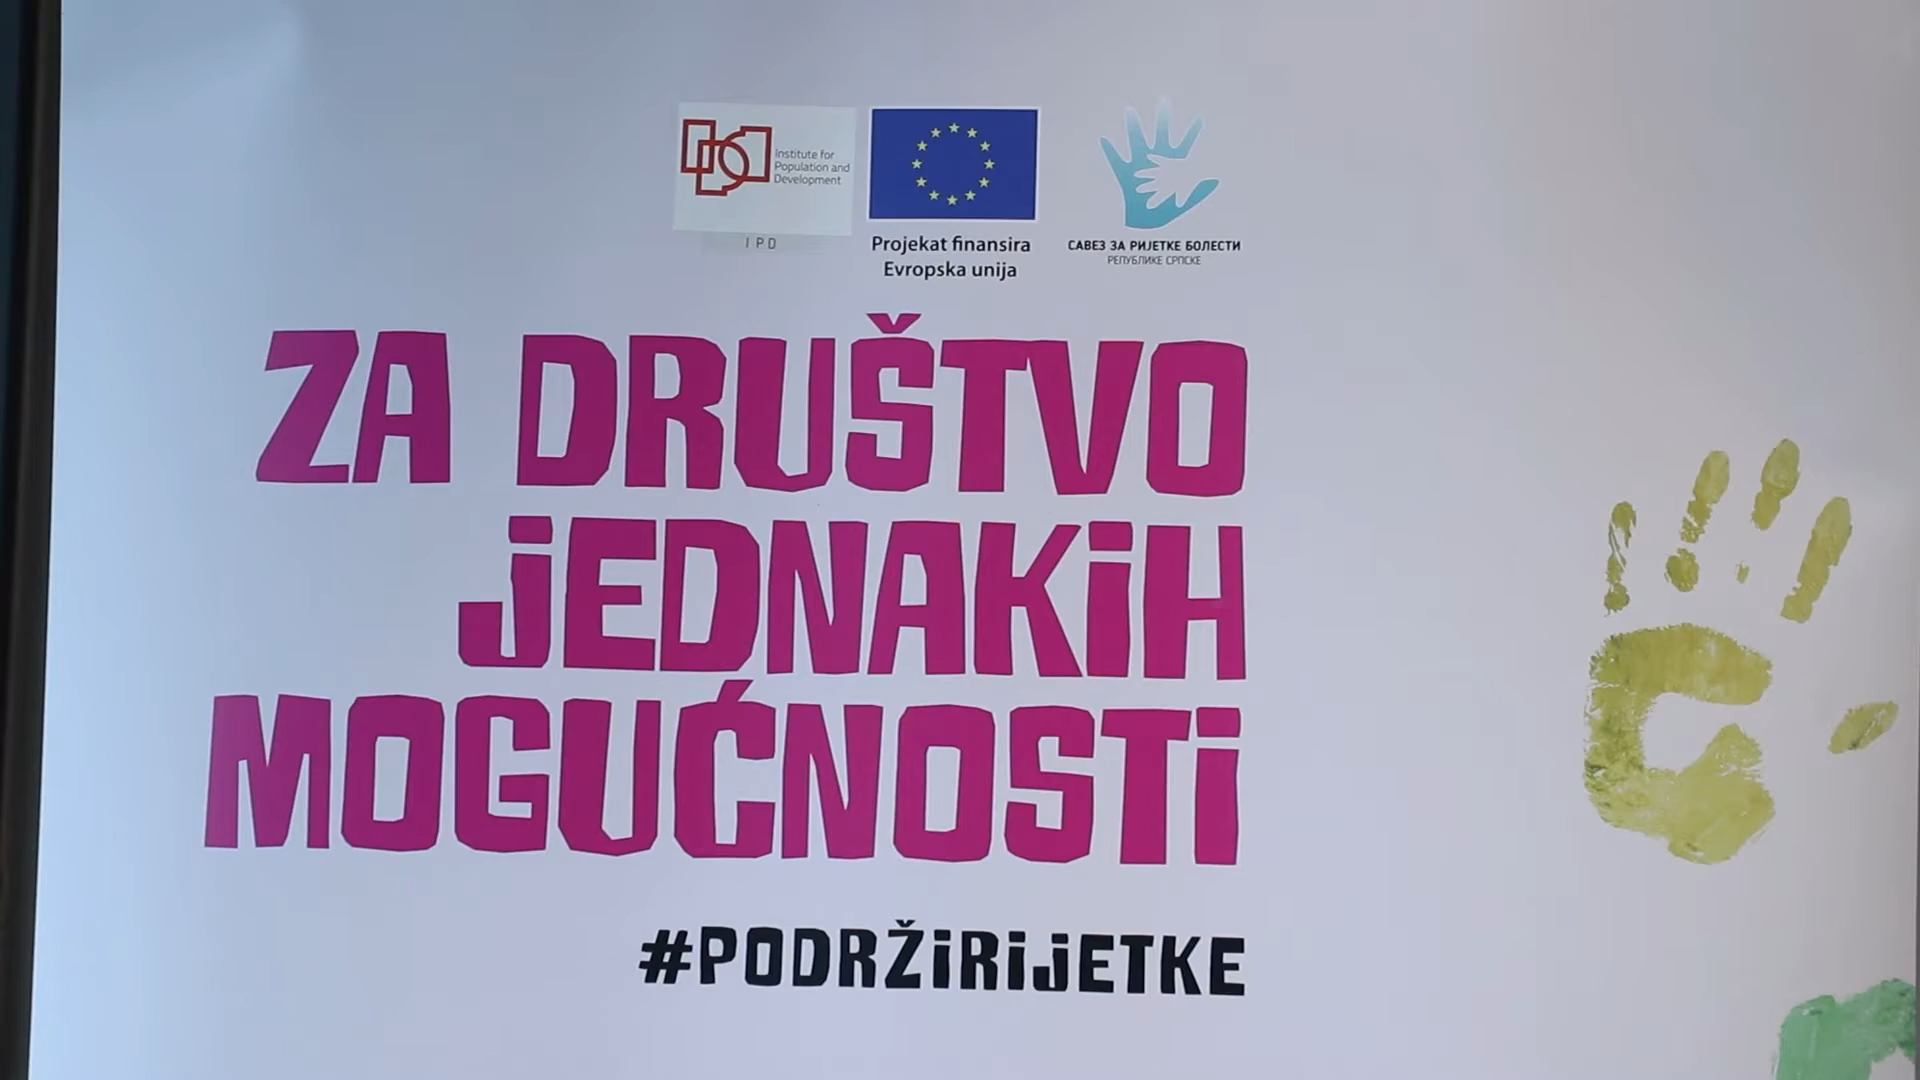 Institute for
Population and
Development
IPD
Projekat finansira
Evropska unija
САВЕЗ ЗА РИЈЕТКЕ БОЛЕСТИ
РЕПУБЛИКЕ СРПСКЕ
ZA DRUŠTVO
JEDNAKIH
MOGUĆNOSTI
#PODRŽIRIJETKE